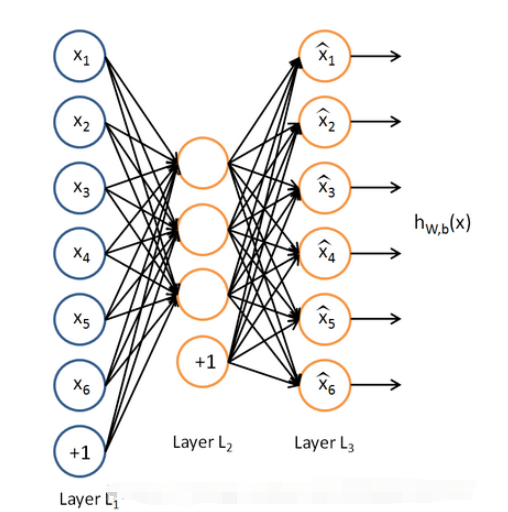 x₁
x₂
x₃
x₄
x₅
x₆
+1
Layer L₁
+1
Layer L₂
x̂₁
x̂₂
x̂₃
x̂₄
x̂₅
x̂₆
Layer L₃
h_{W,b}(x)